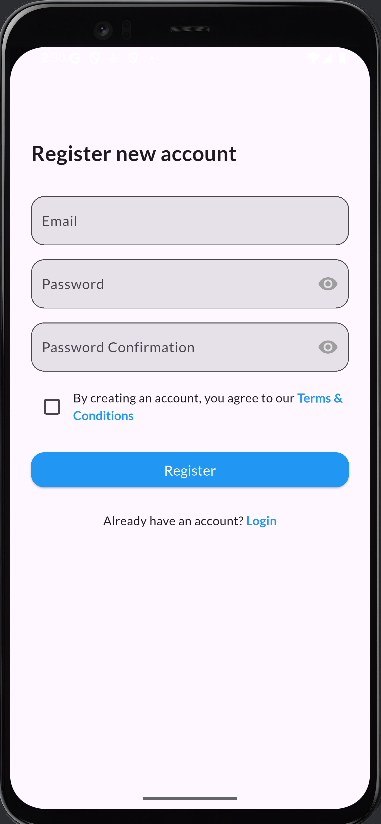 Register new account
Email
Password
Password Confirmation
By creating an account, you agree to our Terms &
Conditions
Register
Already have an account? Login